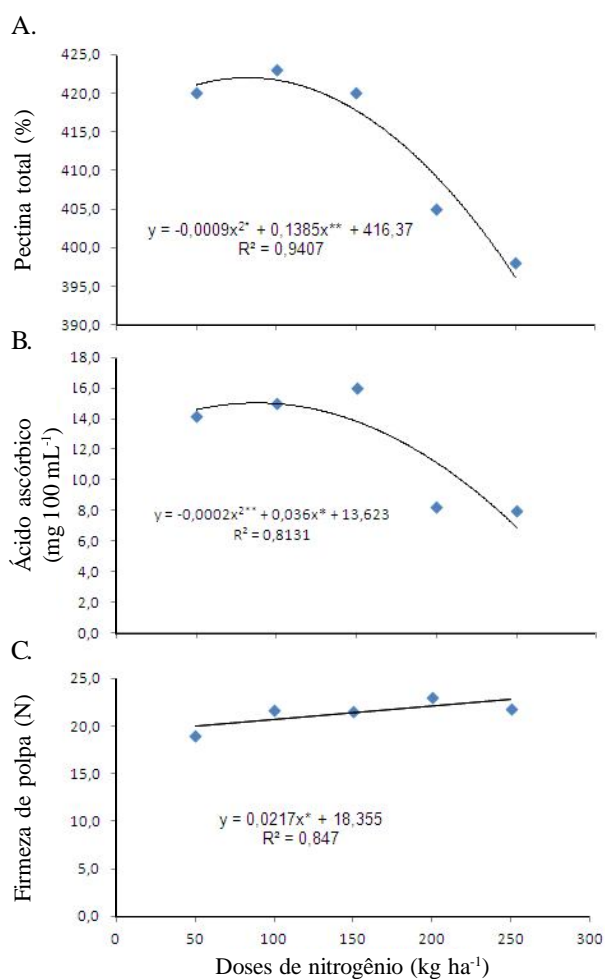 A.
Pectina total (%)
425,0
420,0
415,0
410,0
405,0
400,0
395,0
390,0
y = -0,0009x²* + 0,1385x** + 416,37
R² = 0,9407
B.
Ácido ascórbico
(mg 100 mL⁻¹)
18,0
16,0
14,0
12,0
10,0
8,0
6,0
4,0
2,0
0,0
y = -0,0002x²** + 0,036x* + 13,623
R² = 0,8131
C.
Firmeza de polpa (N)
25,0
20,0
15,0
10,0
5,0
0,0
y = 0,0217x* + 18,355
R² = 0,847
0 50 100 150 200 250 300
Doses de nitrogênio (kg ha⁻¹)